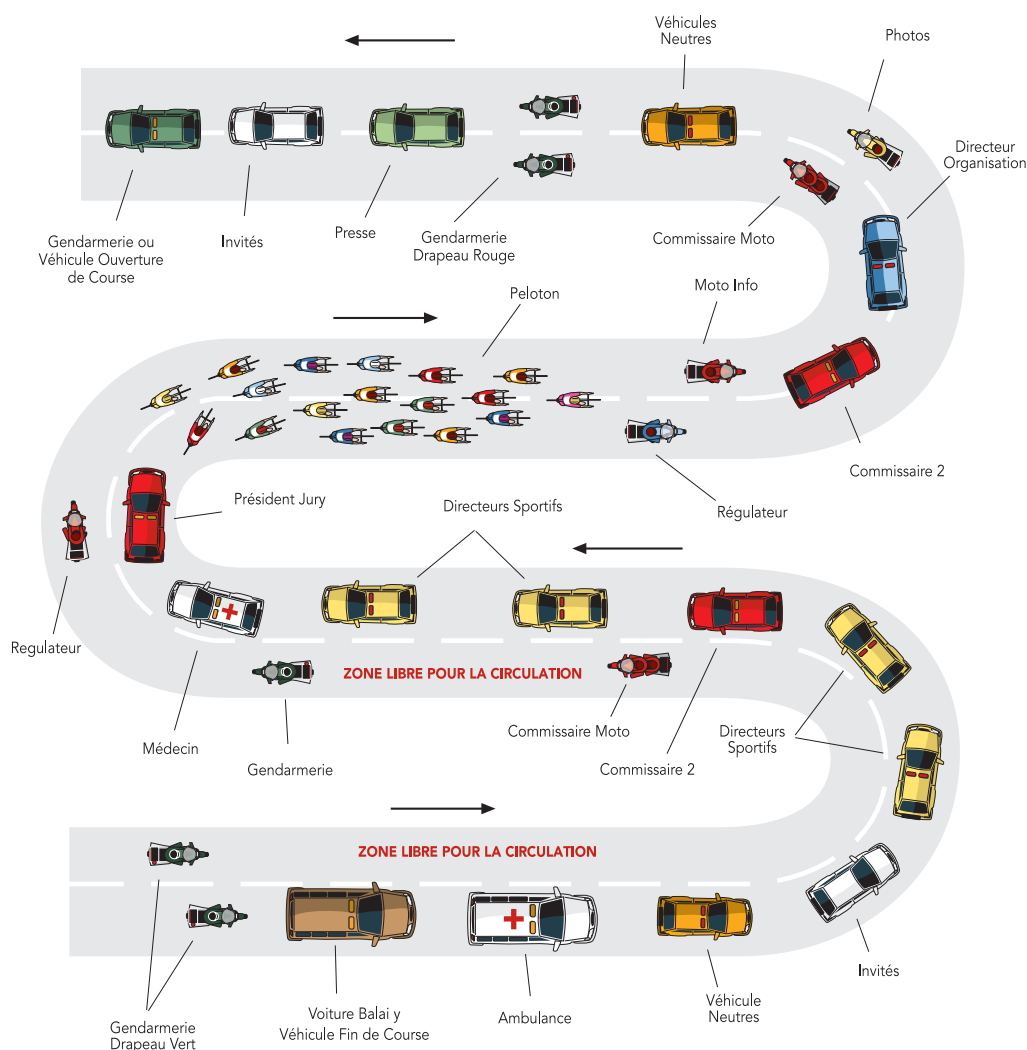 Véhicules
Neutres
Photos
Directeur
Organisation
Gendarmerie ou
Véhicule Ouverture
de Course
Invités
Presse
Gendarmerie
Drapeau Rouge
Commissaire Moto
Moto Info
Peloton
Commissaire 2
Président Jury
Directeurs Sportifs
Régulateur
Regulateur
ZONE LIBRE POUR LA CIRCULATION
Médecin
Gendarmerie
Commissaire Moto
Commissaire 2
Directeurs
Sportifs
ZONE LIBRE POUR LA CIRCULATION
Invités
Gendarmerie
Drapeau Vert
Voiture Balai y
Véhicule Fin de Course
Ambulance
Véhicule
Neutres